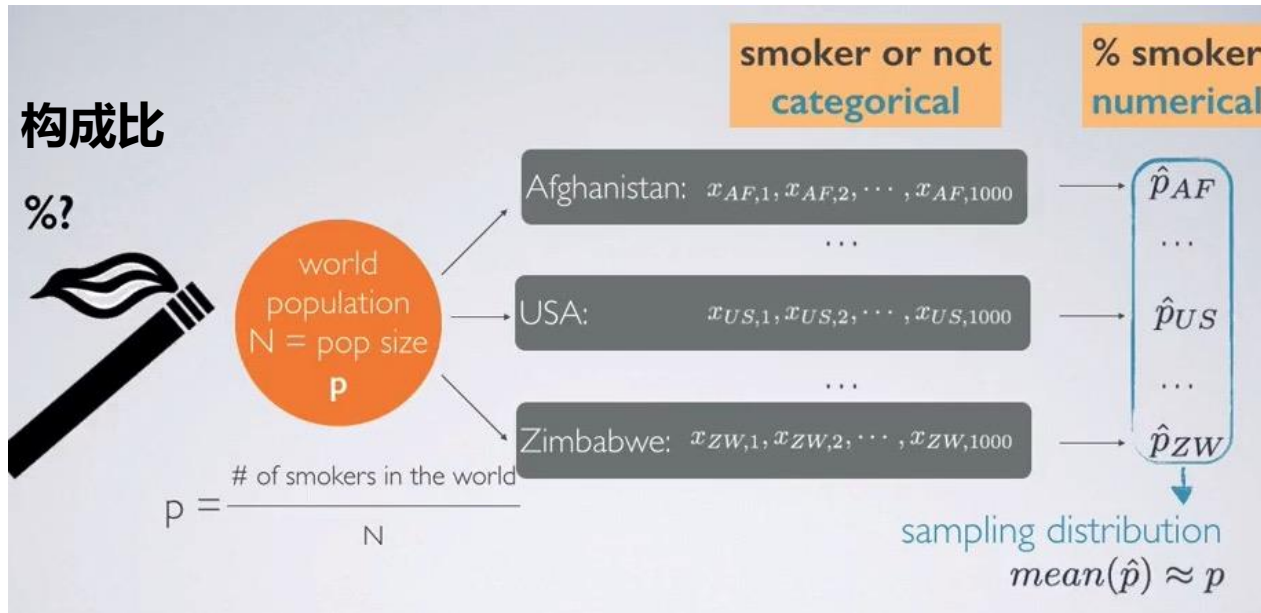 构成比
%?
smoker or not
categorical
% smoker
numerical
world
population
N = pop size
p
Afghanistan: x_{AF,1}, x_{AF,2}, ⋯, x_{AF,1000}
p̂_{AF}
...
...
USA: x_{US,1}, x_{US,2}, ⋯, x_{US,1000}
p̂_{US}
...
...
Zimbabwe: x_{ZW,1}, x_{ZW,2}, ⋯, x_{ZW,1000}
p̂_{ZW}
p = # of smokers in the world / N
sampling distribution
mean(p̂) ≈ p